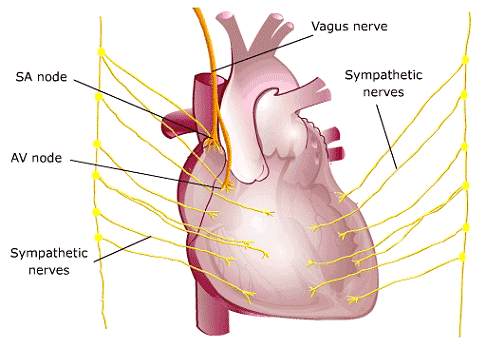 Vagus nerve
SA node
Sympathetic
nerves
AV node
Sympathetic
nerves